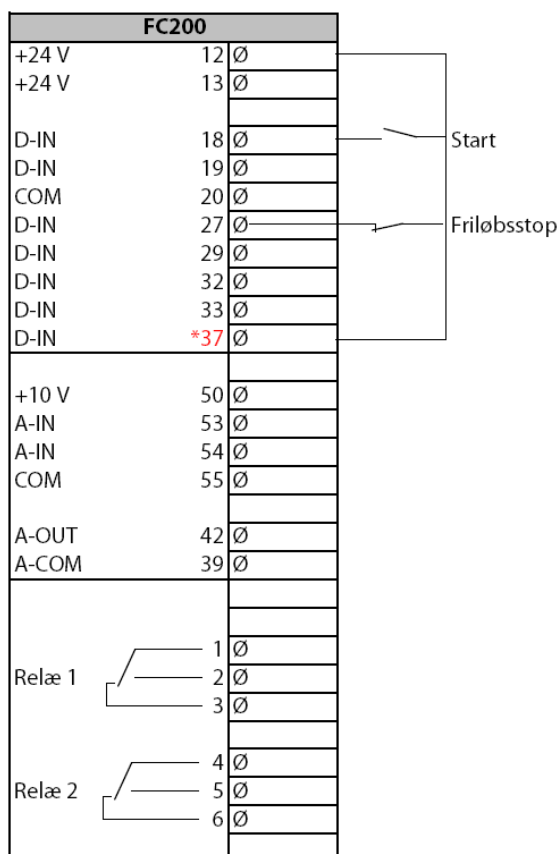 FC200
+24 V 12 Ø
+24 V 13 Ø
D-IN 18 Ø Start
D-IN 19 Ø
COM 20 Ø
D-IN 27 Ø Friløbsstop
D-IN 29 Ø
D-IN 32 Ø
D-IN 33 Ø
D-IN *37 Ø
+10 V 50 Ø
A-IN 53 Ø
A-IN 54 Ø
COM 55 Ø
A-OUT 42 Ø
A-COM 39 Ø
1 Ø
Relæ 1 2 Ø
3 Ø
4 Ø
Relæ 2 5 Ø
6 Ø